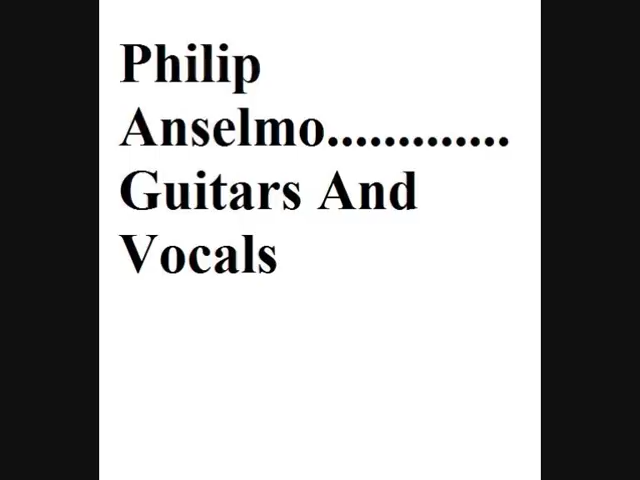 Philip
Anselmo.............
Guitars And
Vocals